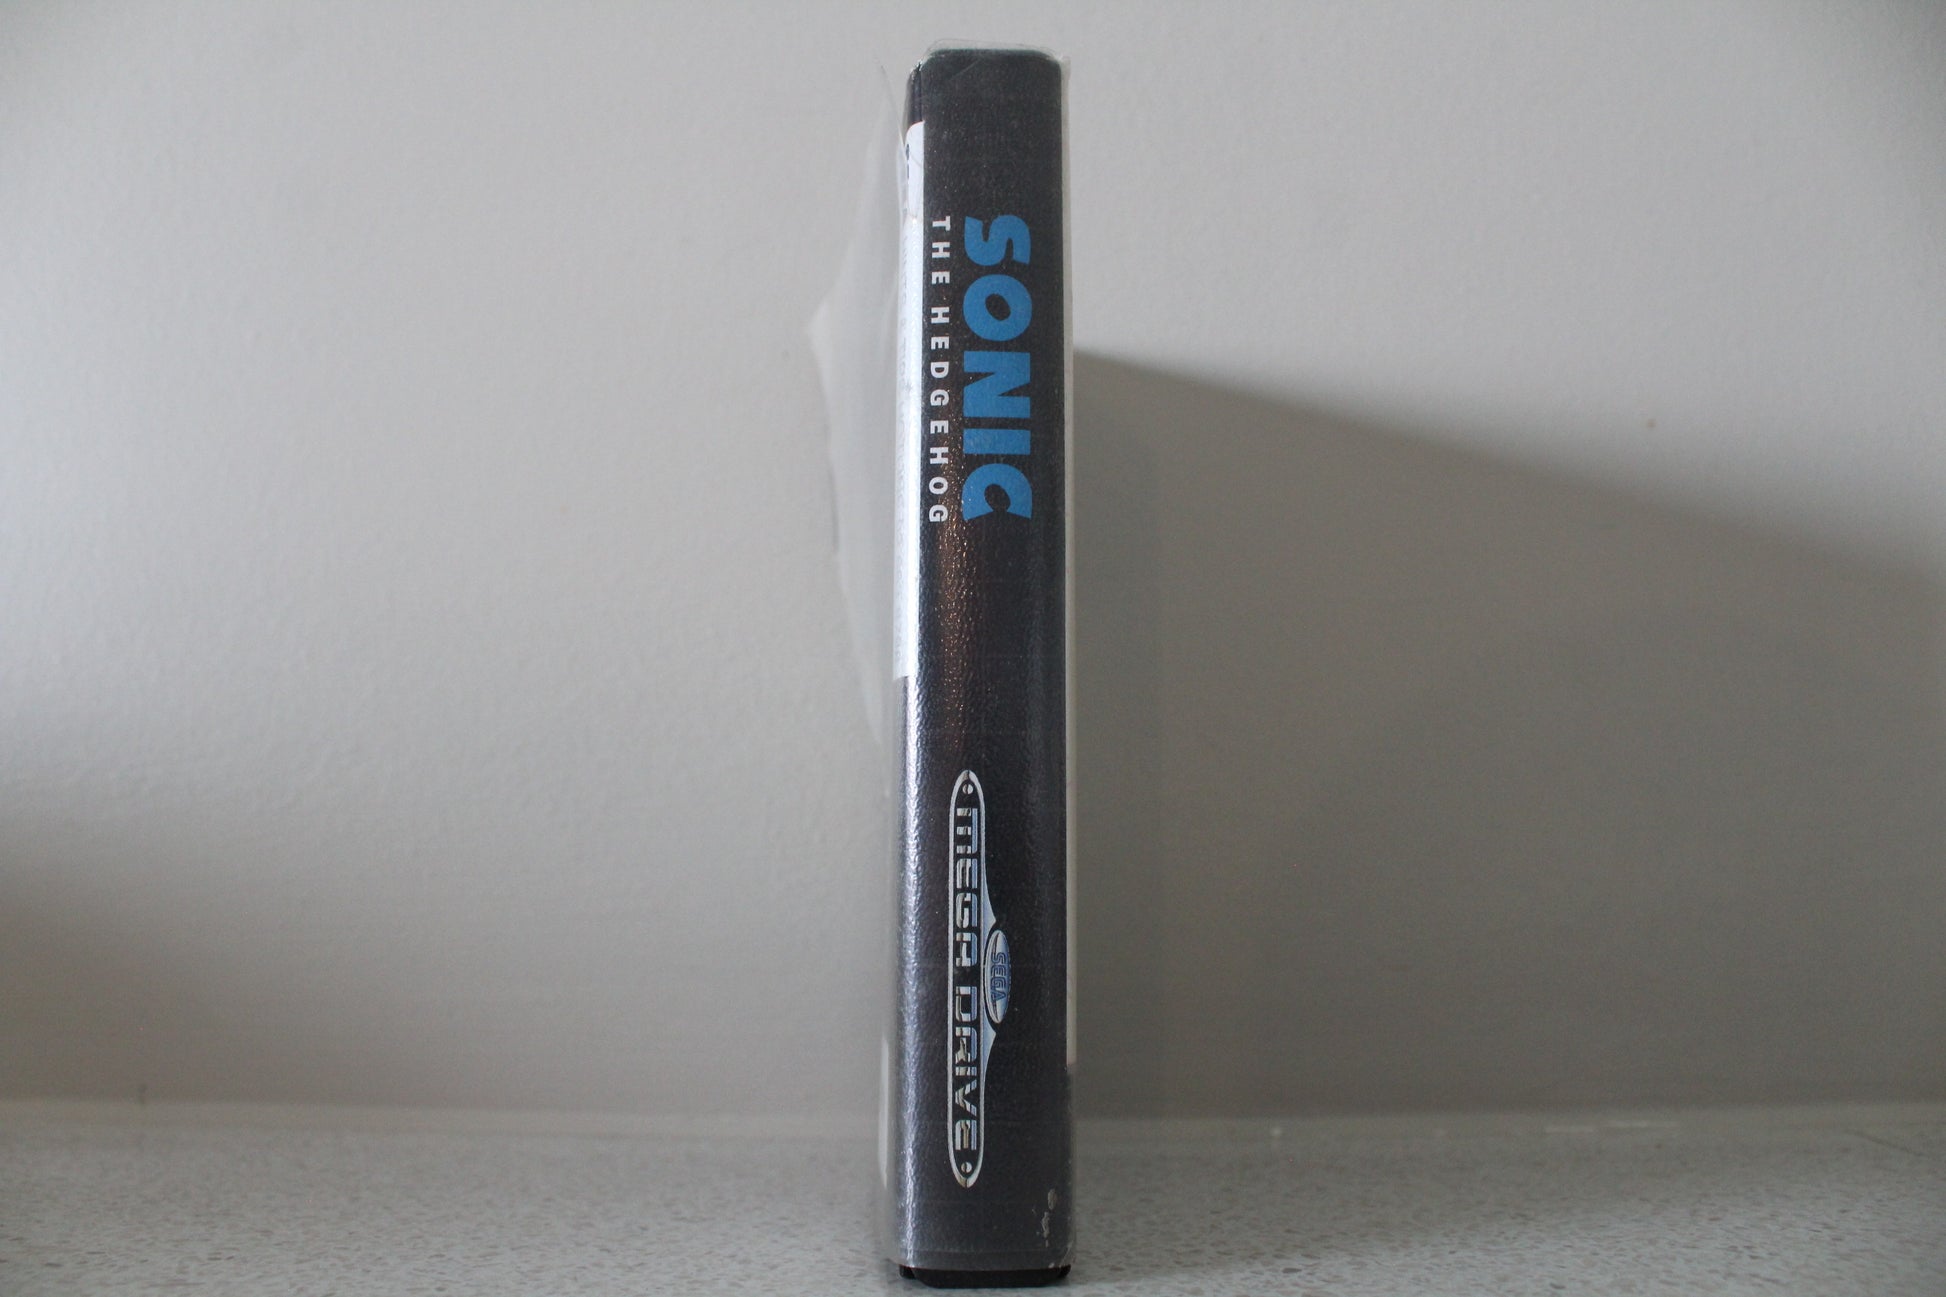 SONIC
THE HEDGEHOG
SEGA
MEGA DRIVE